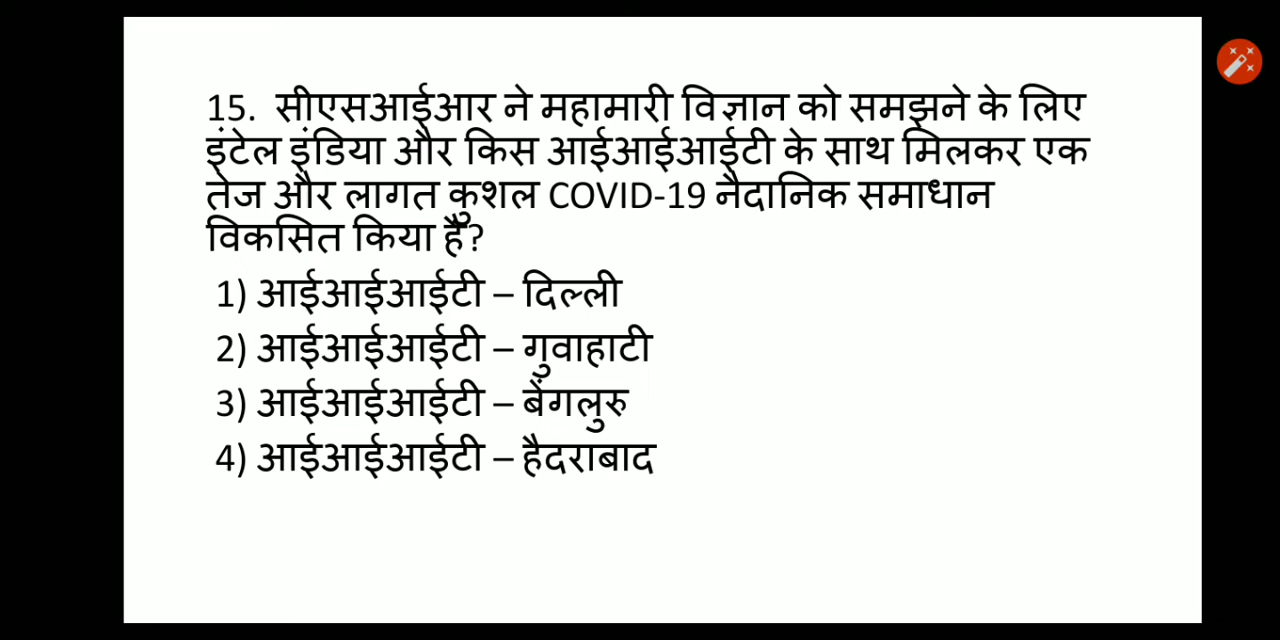 15. सीएसआईआर ने महामारी विज्ञान को समझने के लिए
इंटेल इंडिया और किस आईआईआईटी के साथ मिलकर एक
तेज और लागत कुशल COVID-19 नैदानिक समाधान
विकसित किया है?
1) आईआईआईटी – दिल्ली
2) आईआईआईटी – गुवाहाटी
3) आईआईआईटी – बेंगलुरु
4) आईआईआईटी – हैदराबाद